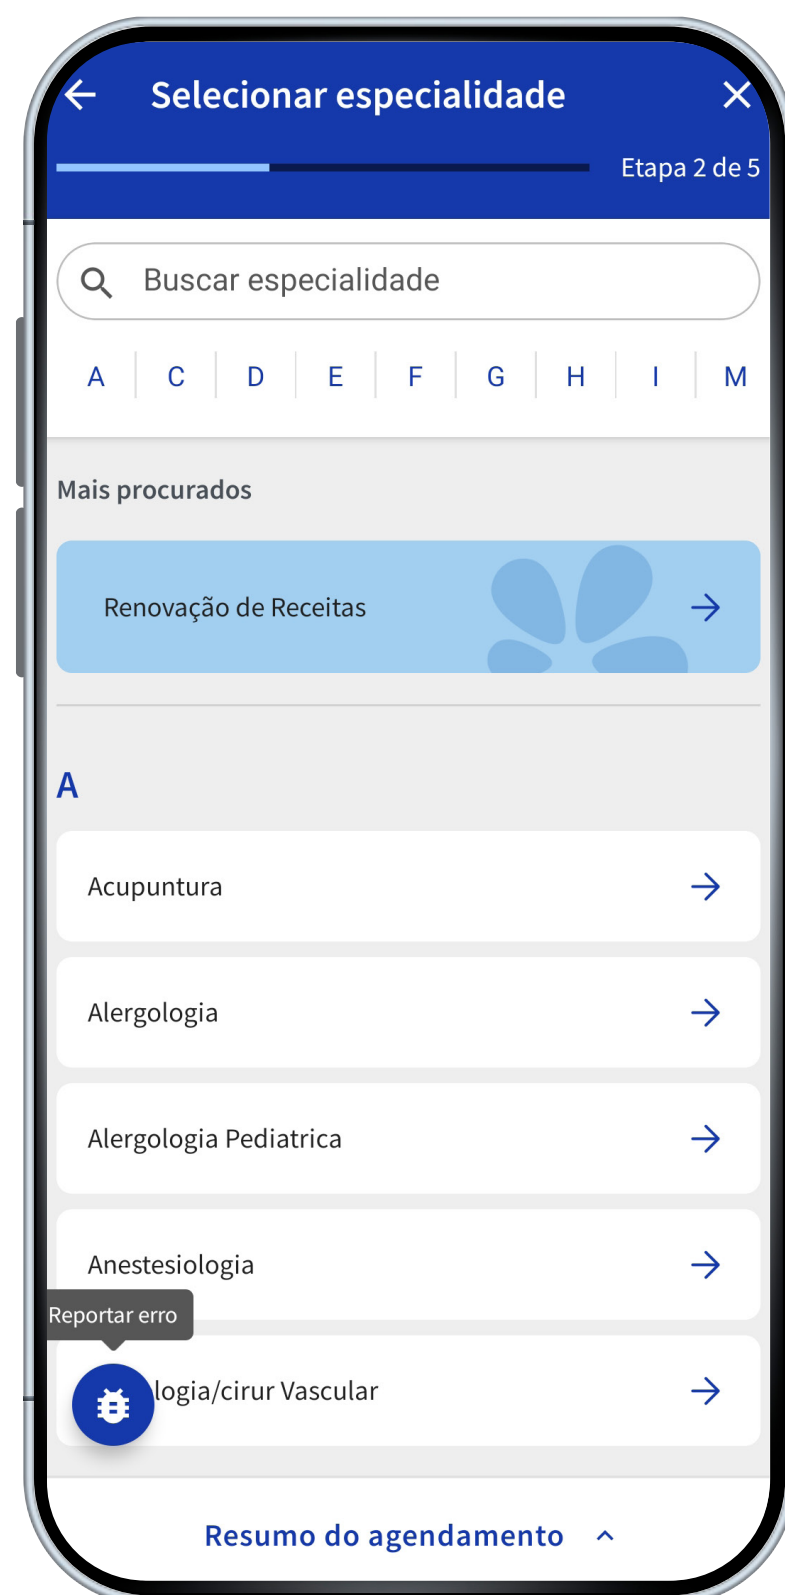 Selecionar especialidade
Etapa 2 de 5
Buscar especialidade
A C D E F G H I M
Mais procurados
Renovação de Receitas
A
Acupuntura
Alergologia
Alergologia Pediatrica
Anestesiologia
Reportar erro
logia/cirur Vascular
Resumo do agendamento